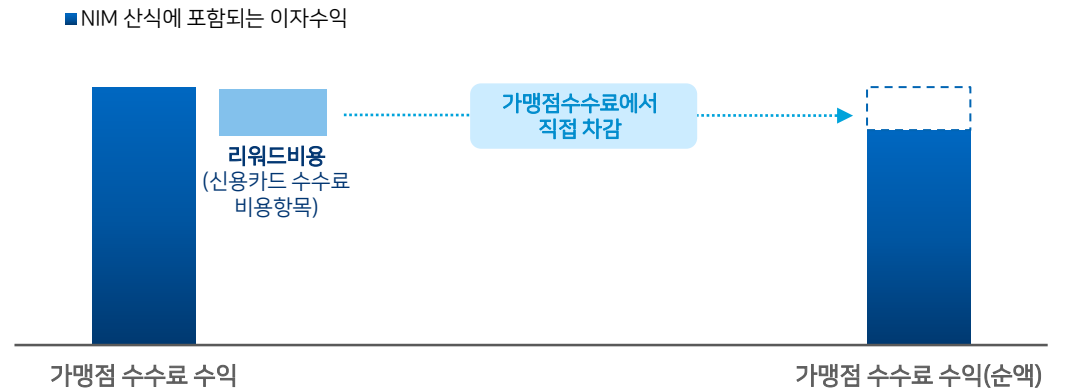 NIM 산식에 포함되는 이자수익
가맹점수수료에서
직접 차감
리워드비용
(신용카드 수수료
비용항목)
가맹점 수수료 수익
가맹점 수수료 수익(순액)